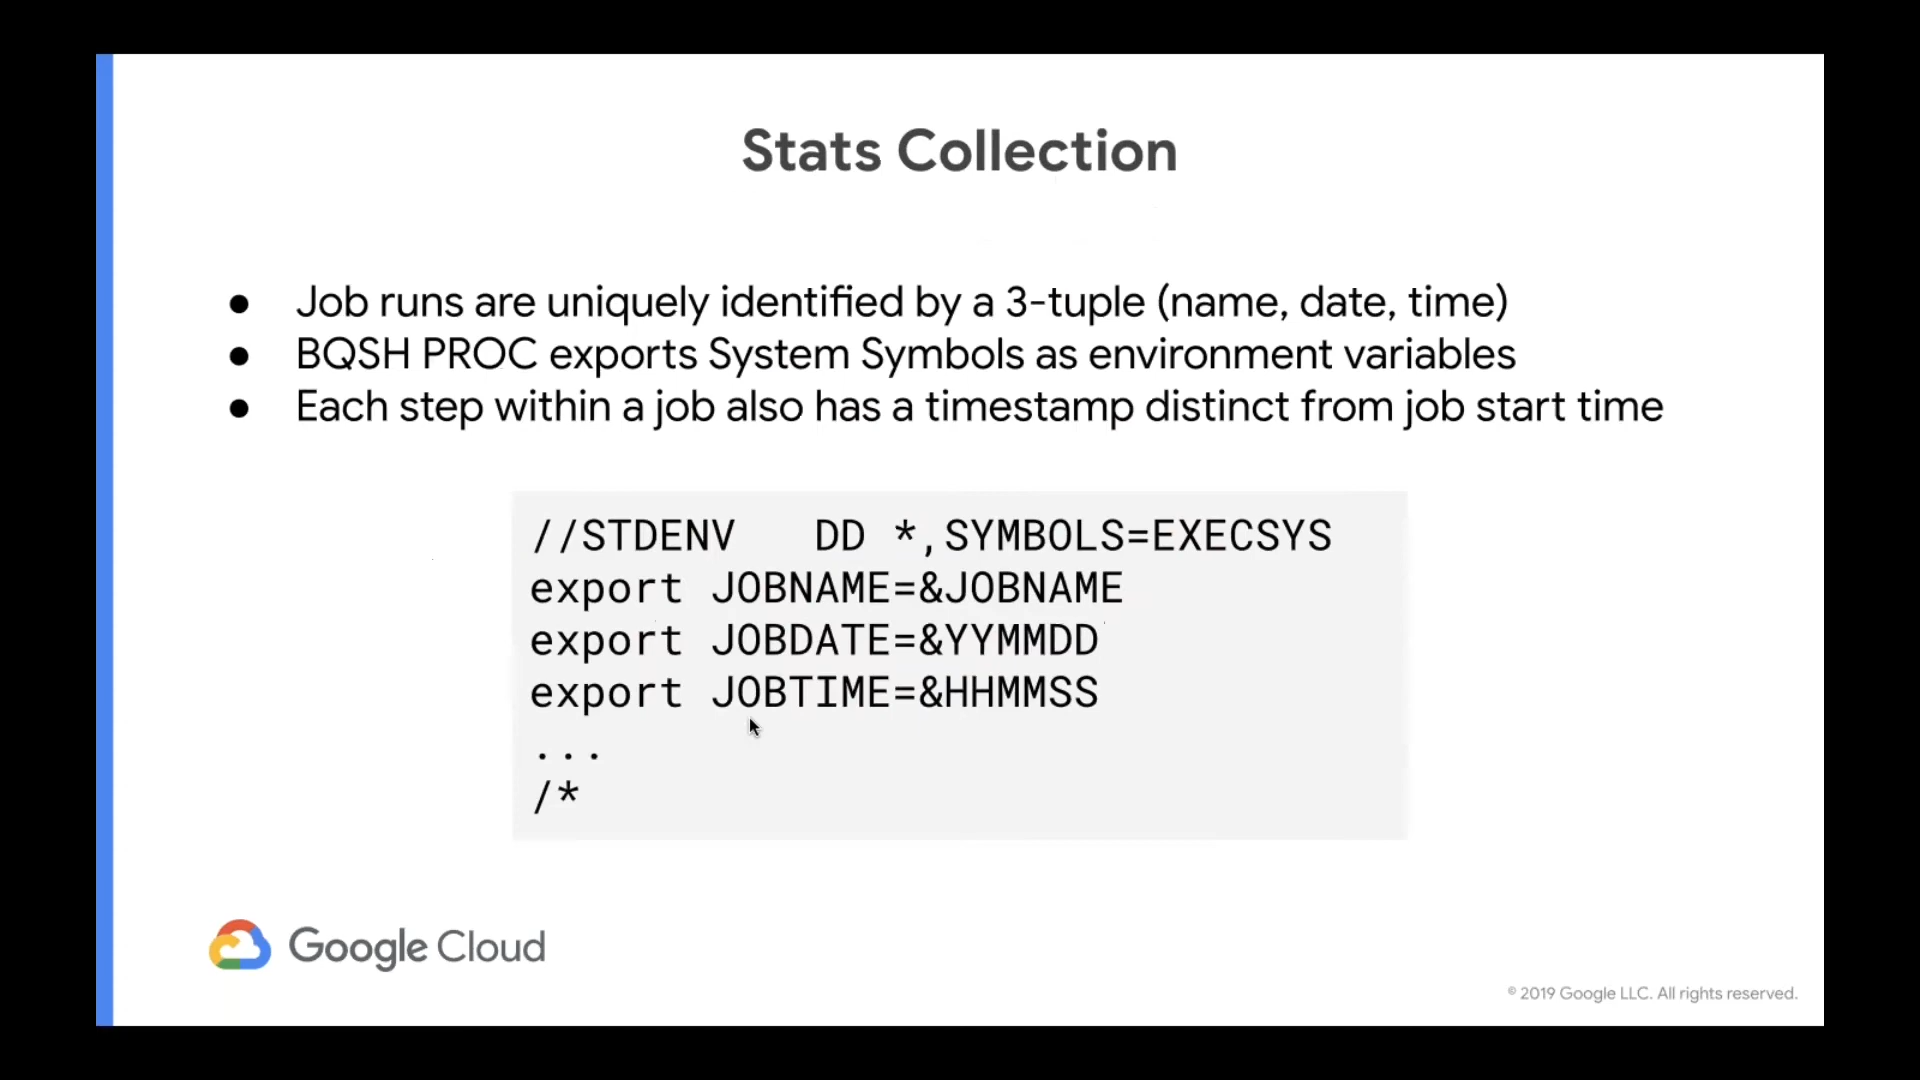 Stats Collection
● Job runs are uniquely identified by a 3-tuple (name, date, time)
● BQSH PROC exports System Symbols as environment variables
● Each step within a job also has a timestamp distinct from job start time
//STDENV   DD *,SYMBOLS=EXECSYS
export JOBNAME=&JOBNAME
export JOBDATE=&YYMMDD
export JOBTIME=&HHMMSS
...
/*
Google Cloud
© 2019 Google LLC. All rights reserved.